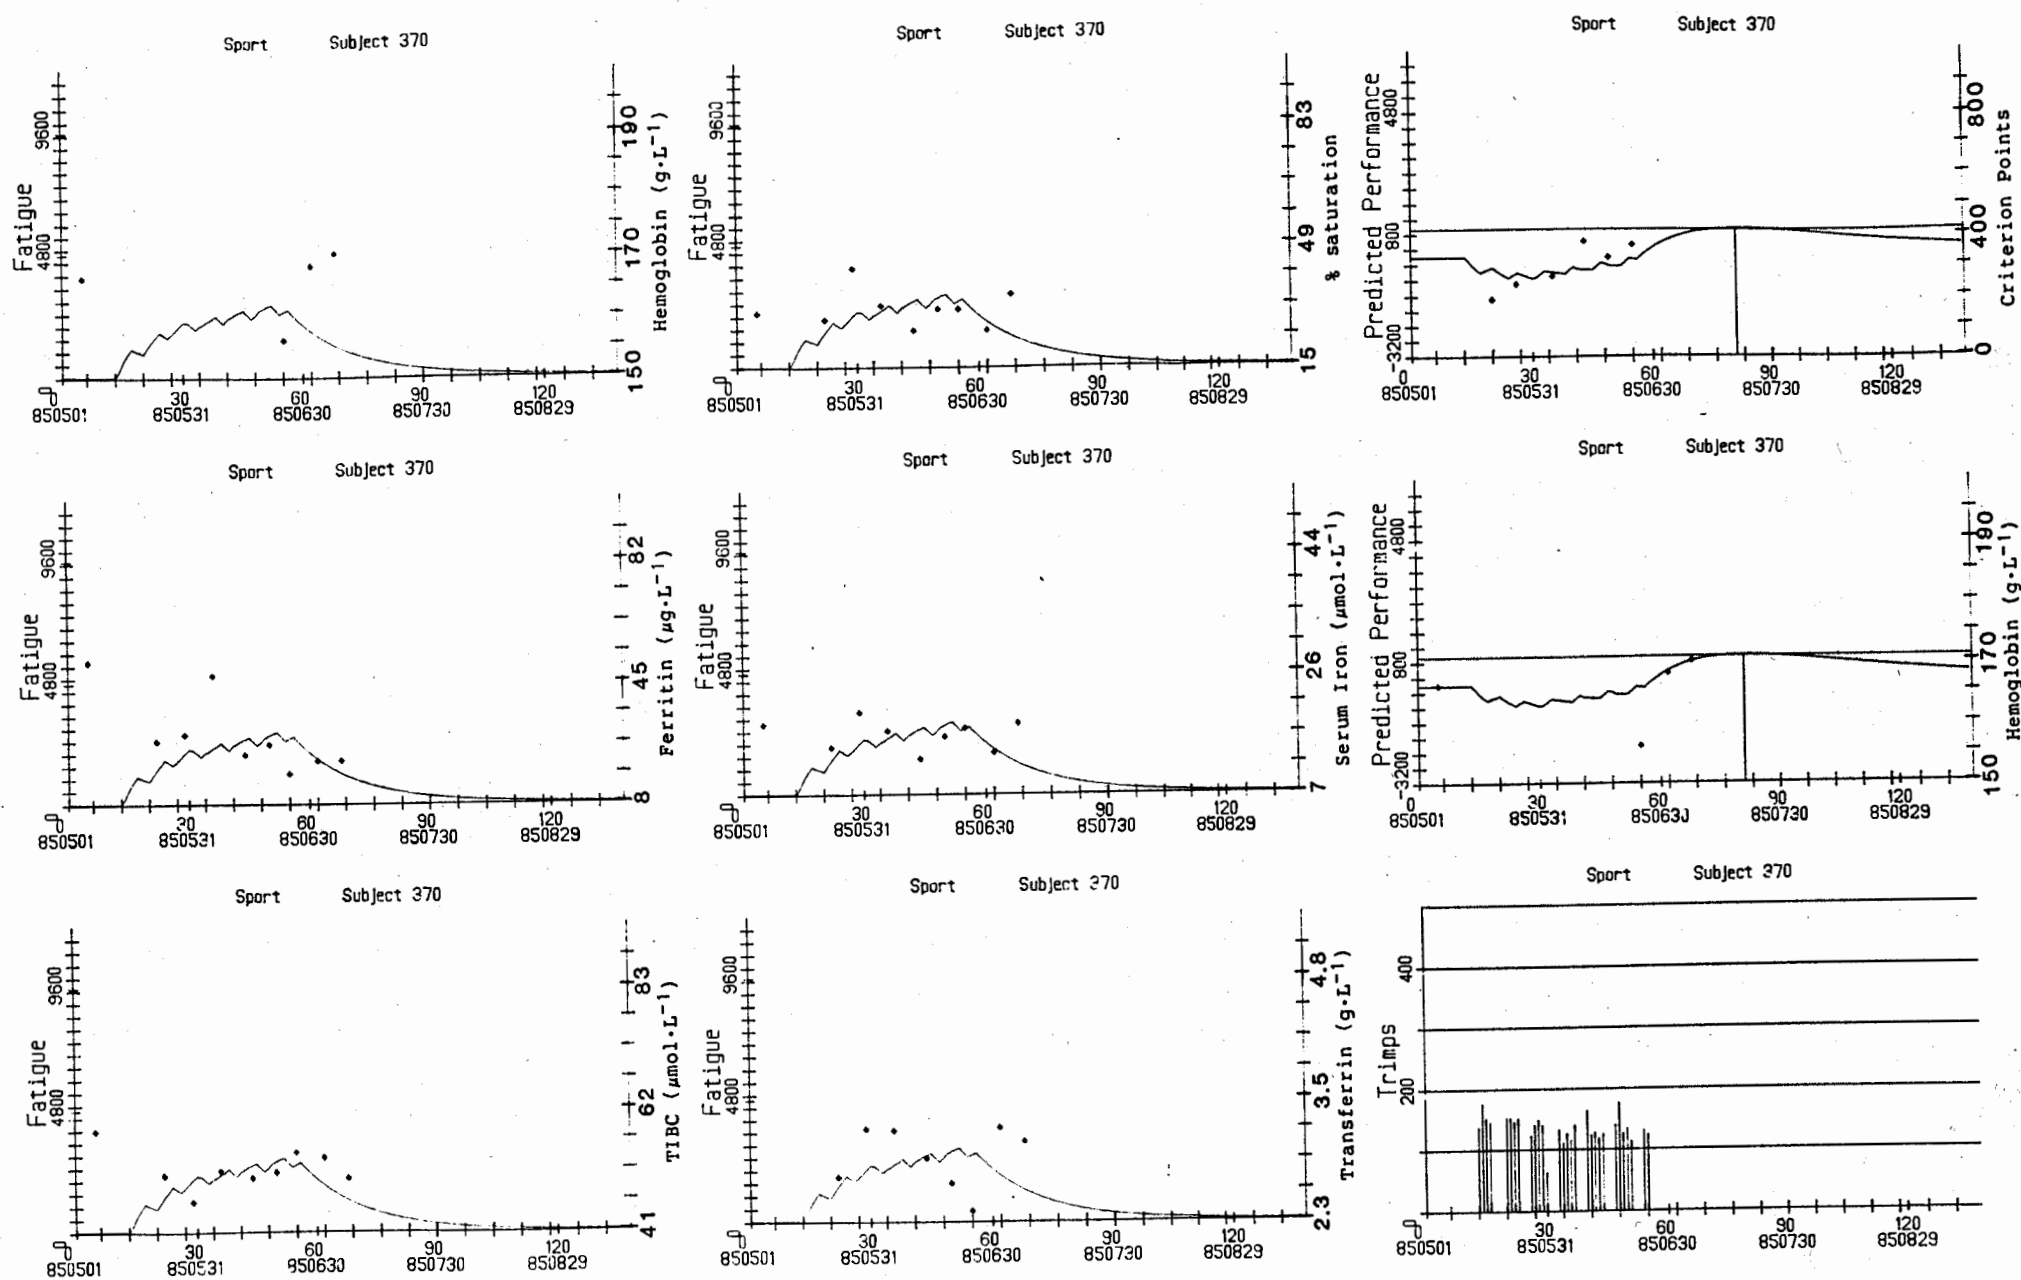 Sport Subject 370
Fatigue
9600
4800
0
190
170
150
Hemoglobin (g·L⁻¹)
0 30 60 90 120
850501 850531 850630 850730 850829
Sport Subject 370
Fatigue
9600
4800
0
83
49
15
% saturation
30 60 90 120
850501 850531 850630 850730 850829
Sport Subject 370
Predicted Performance
4800
800
-3200
800
400
0
Criterion Points
0 30 60 90 120
850501 850531 850630 850730 850829
Sport Subject 370
Fatigue
9600
4800
0
82
45
8
Ferritin (µg·L⁻¹)
30 60 90 120
850501 850531 850630 850730 850829
Sport Subject 370
Fatigue
9600
4800
0
44
26
7
Serum Iron (µmol·L⁻¹)
30 60 90 120
850501 850531 850630 850730 850829
Sport Subject 370
Predicted Performance
4800
800
-3200
190
170
150
Hemoglobin (g·L⁻¹)
0 30 60 90 120
850501 850531 850630 850730 850829
Sport Subject 370
Fatigue
9600
4800
0
83
62
41
TIBC (µmol·L⁻¹)
30 60 90 120
850501 850531 850630 850730 850829
Sport Subject 370
Fatigue
9600
4800
0
4.8
3.5
2.3
Transferrin (g·L⁻¹)
30 60 90 120
850501 850531 850630 850730 850829
Sport Subject 370
Trimps
400
200
0
30 60 90 120
850501 850531 850630 850730 850829